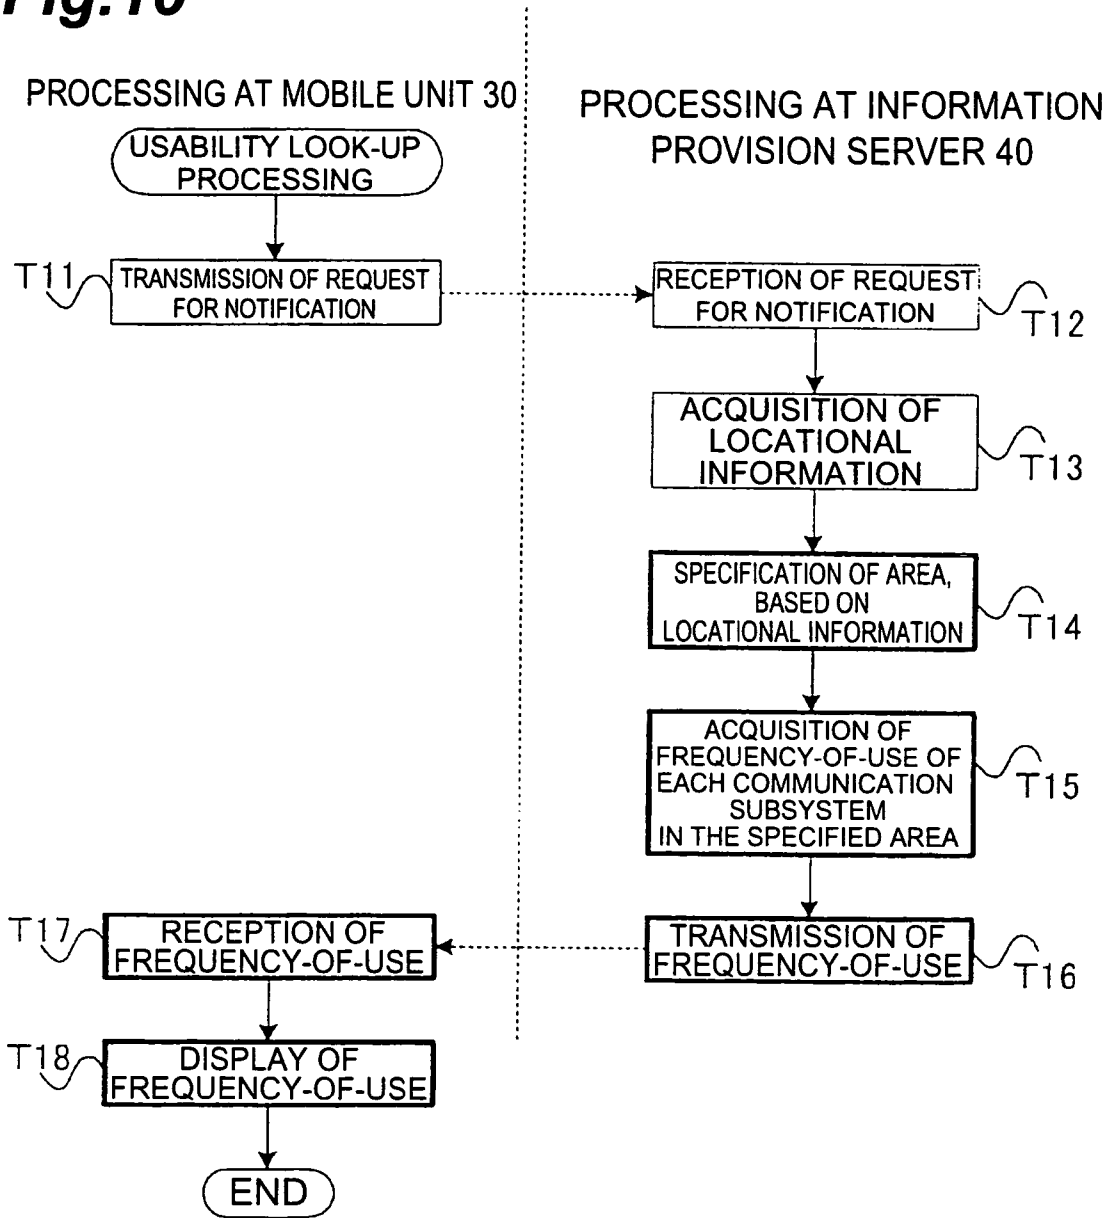 Fig.10
PROCESSING AT MOBILE UNIT 30
PROCESSING AT INFORMATION
PROVISION SERVER 40
USABILITY LOOK-UP
PROCESSING
T11
TRANSMISSION OF REQUEST
FOR NOTIFICATION
RECEPTION OF REQUEST
FOR NOTIFICATION
T12
ACQUISITION OF
LOCATIONAL
INFORMATION
T13
SPECIFICATION OF AREA,
BASED ON
LOCATIONAL INFORMATION
T14
ACQUISITION OF
FREQUENCY-OF-USE OF
EACH COMMUNICATION
SUBSYSTEM
IN THE SPECIFIED AREA
T15
TRANSMISSION OF
FREQUENCY-OF-USE
T16
T17
RECEPTION OF
FREQUENCY-OF-USE
T18
DISPLAY OF
FREQUENCY-OF-USE
END